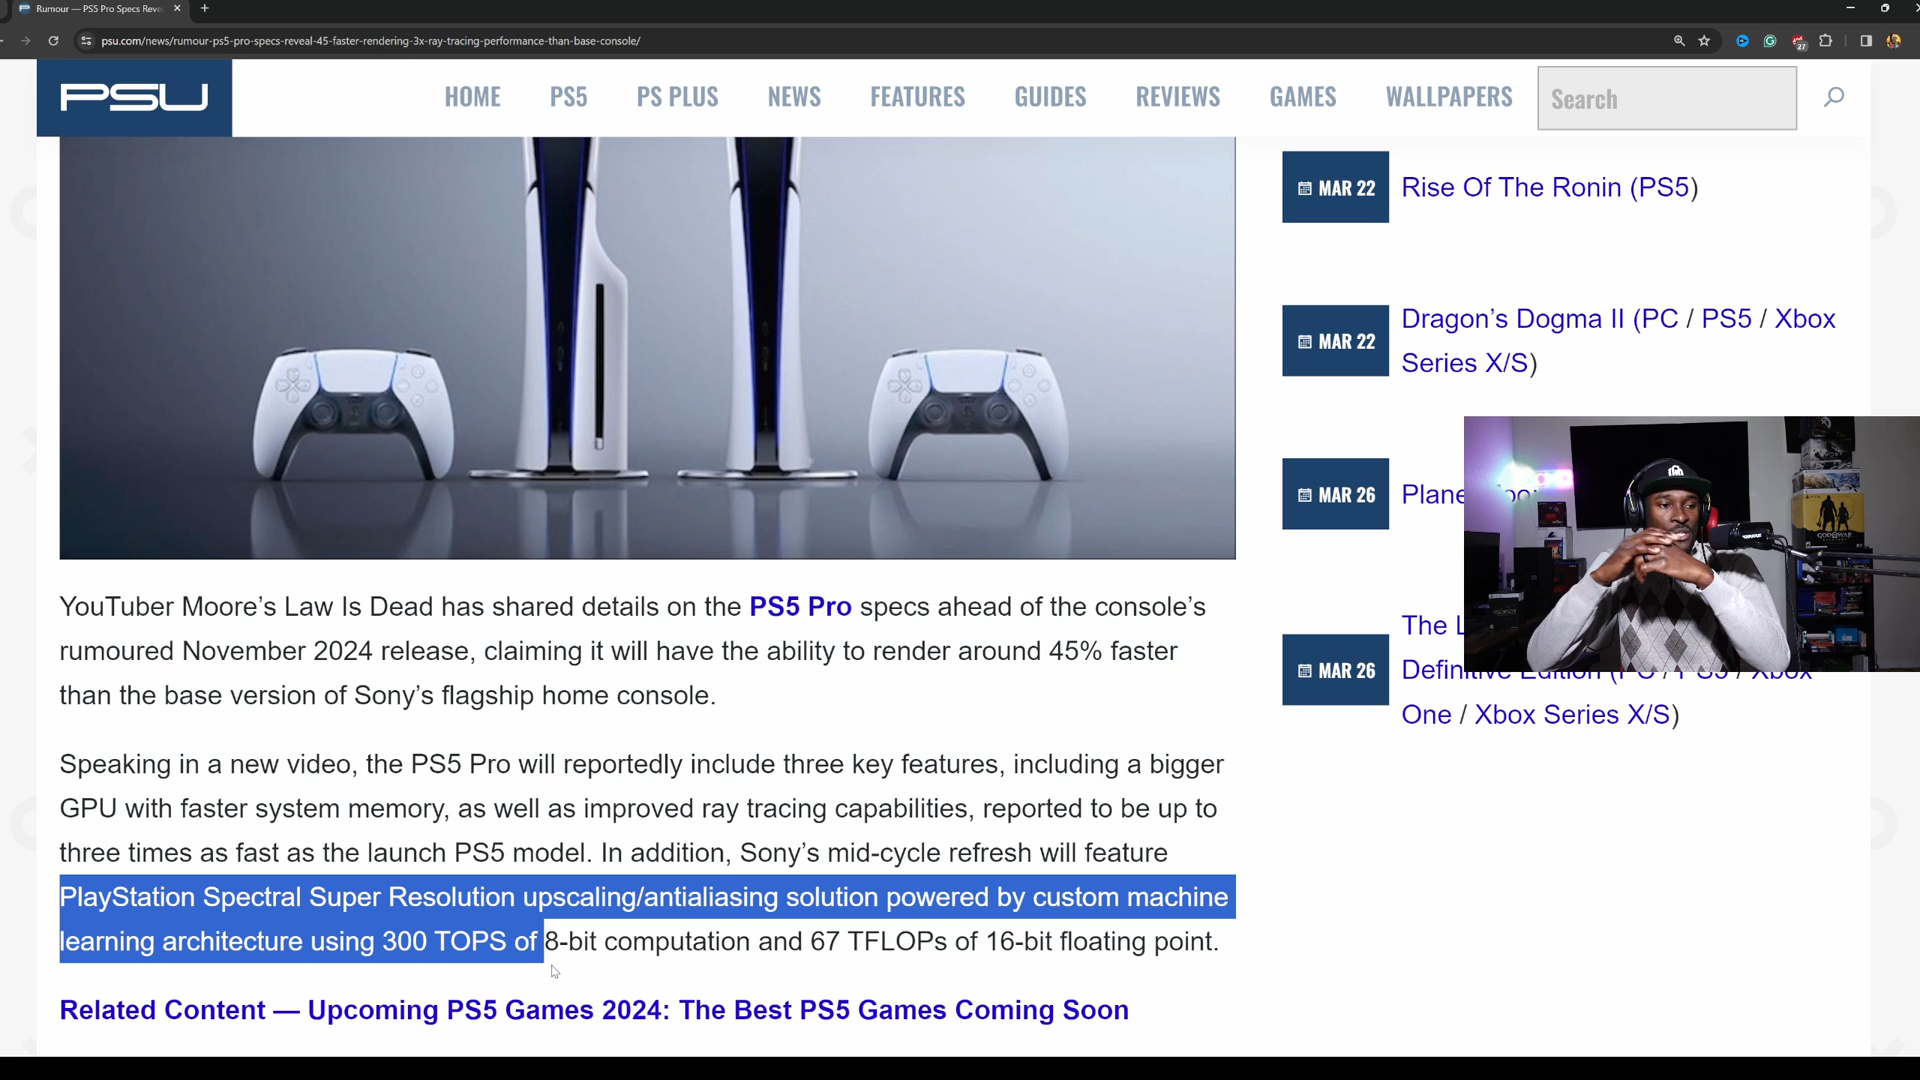 Rumour — PS5 Pro Specs Reve
psu.com/news/rumour-ps5-pro-specs-reveal-45-faster-rendering-3x-ray-tracing-performance-than-base-console/
27
PSU
HOME PS5 PS PLUS NEWS FEATURES GUIDES REVIEWS GAMES WALLPAPERS
Search
MAR 22
Rise Of The Ronin (PS5)
MAR 22
Dragon’s Dogma II (PC / PS5 / Xbox
Series X/S)
MAR 26
MAR 26
The
Definitive Edition (PC / PS5 / Xbox
One / Xbox Series X/S)
GOD OF WAR
YouTuber Moore’s Law Is Dead has shared details on the PS5 Pro specs ahead of the console’s
rumoured November 2024 release, claiming it will have the ability to render around 45% faster
than the base version of Sony’s flagship home console.
Speaking in a new video, the PS5 Pro will reportedly include three key features, including a bigger
GPU with faster system memory, as well as improved ray tracing capabilities, reported to be up to
three times as fast as the launch PS5 model. In addition, Sony’s mid-cycle refresh will feature
PlayStation Spectral Super Resolution upscaling/antialiasing solution powered by custom machine
learning architecture using 300 TOPS of 8-bit computation and 67 TFLOPs of 16-bit floating point.
Related Content — Upcoming PS5 Games 2024: The Best PS5 Games Coming Soon